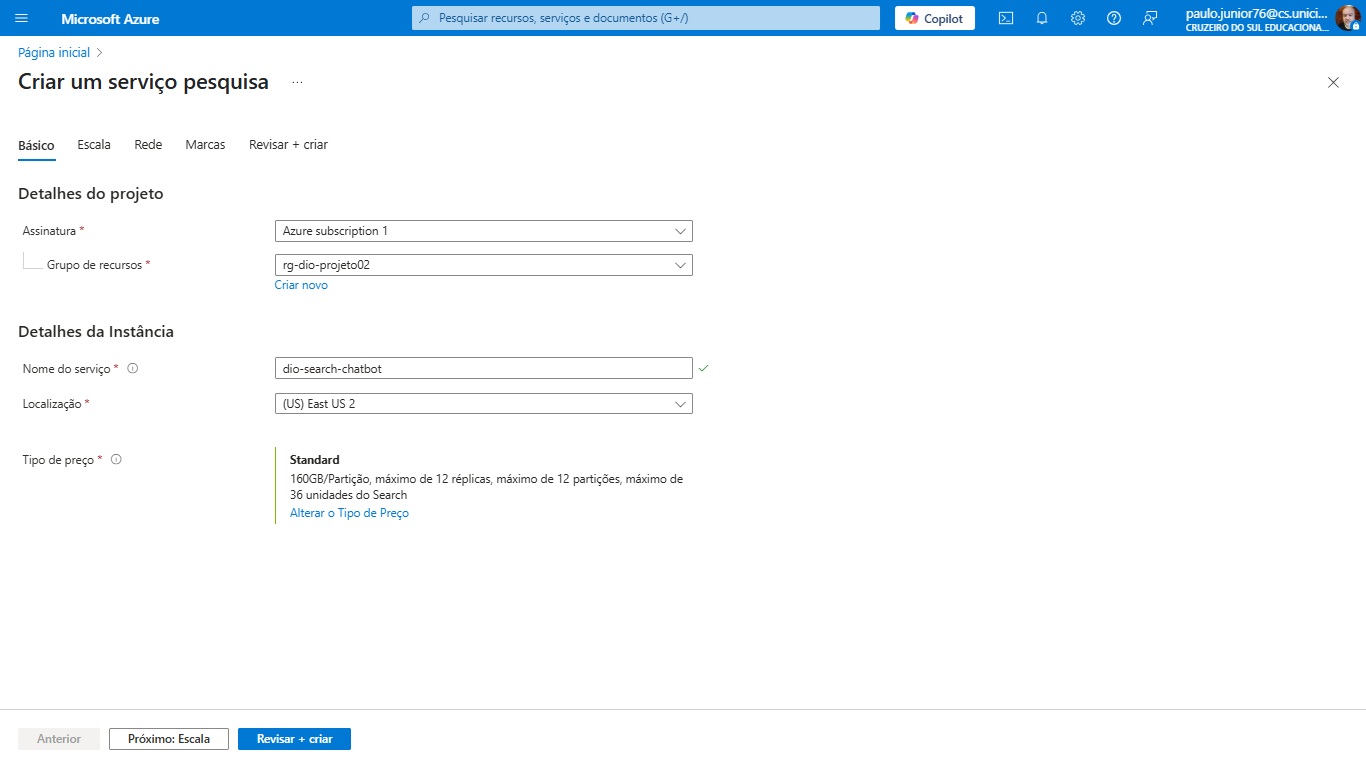 Microsoft Azure
Pesquisar recursos, serviços e documentos (G+/)
Copilot
paulo.junior76@cs.unici...
CRUZEIRO DO SUL EDUCACIONA...
Página inicial
Criar um serviço pesquisa
...
Básico
Escala
Rede
Marcas
Revisar + criar
Detalhes do projeto
Assinatura *
Azure subscription 1
Grupo de recursos *
rg-dio-projeto02
Criar novo
Detalhes da Instância
Nome do serviço *
dio-search-chatbot
Localização *
(US) East US 2
Tipo de preço *
Standard
160GB/Partição, máximo de 12 réplicas, máximo de 12 partições, máximo de
36 unidades do Search
Alterar o Tipo de Preço
Anterior
Próximo: Escala
Revisar + criar